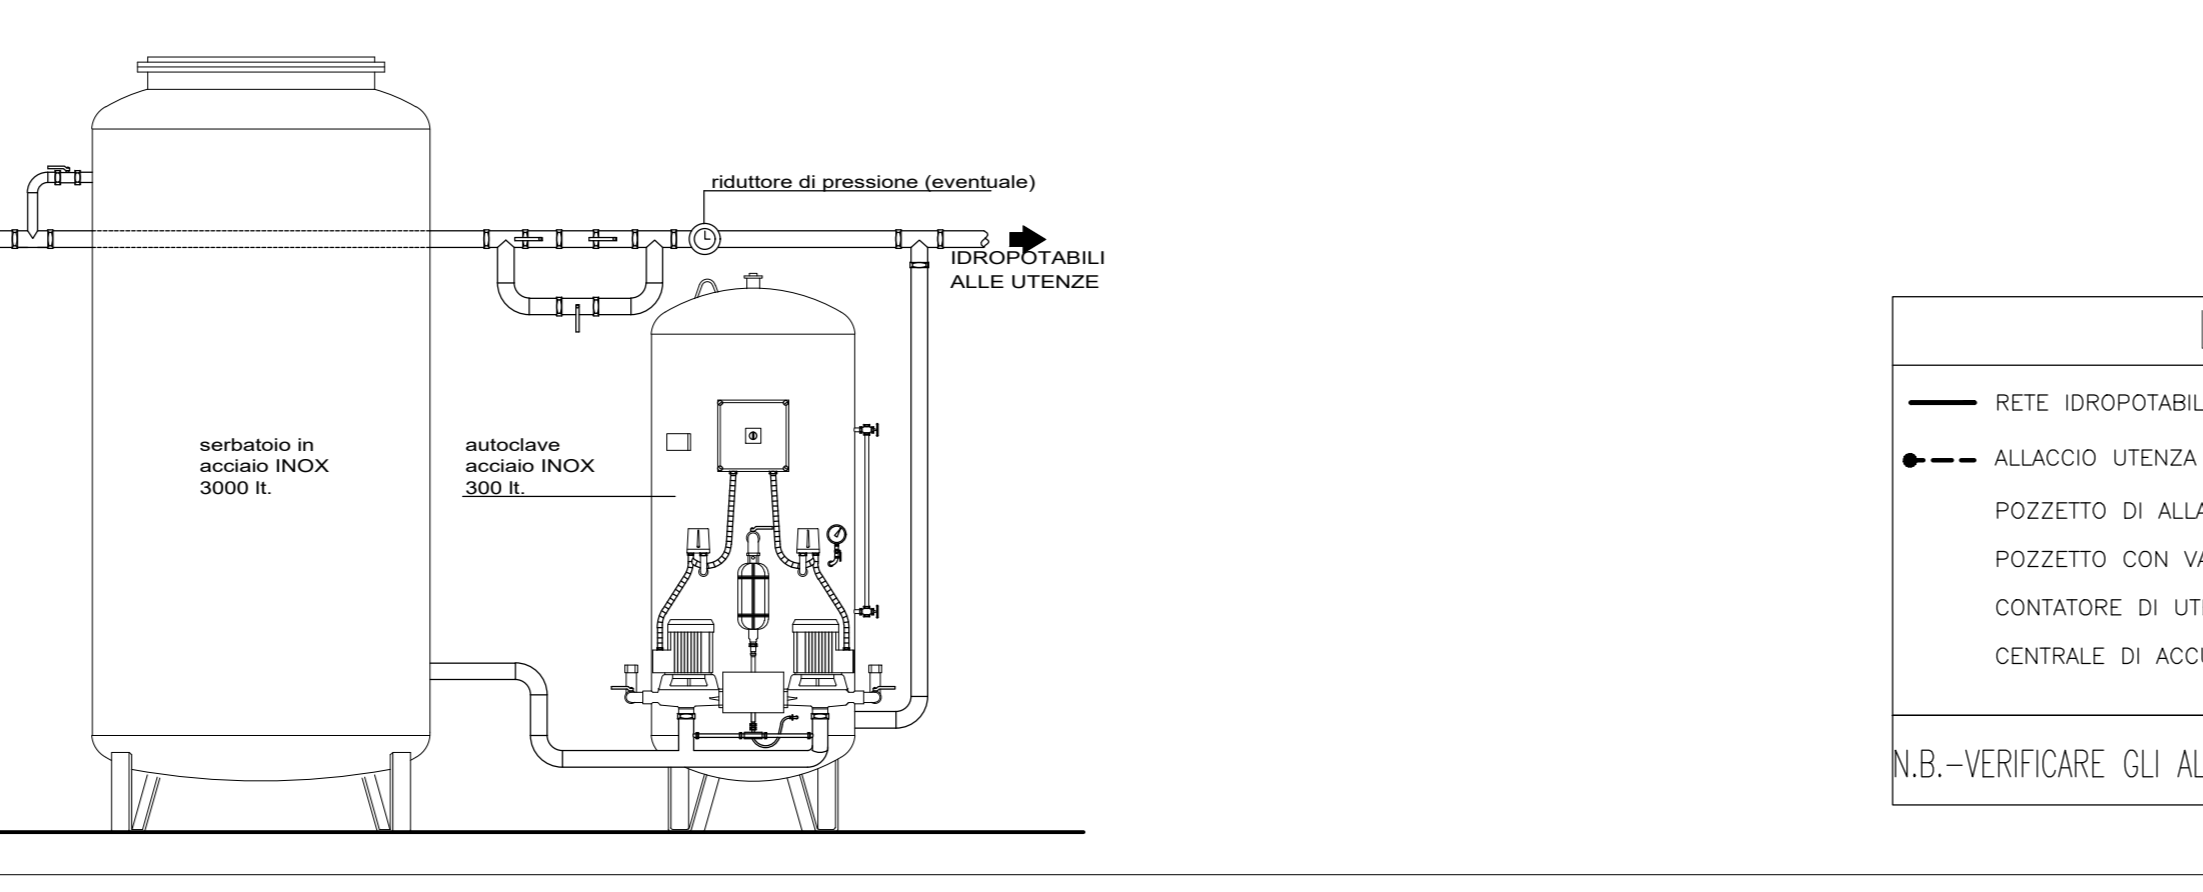 riduttore di pressione (eventuale)
IDROPOTABILI
ALLE UTENZE
serbatoio in
acciaio INOX
3000 lt.
autoclave
acciaio INOX
300 lt.
RETE IDROPOTABIL
ALLACCIO UTENZA
POZZETTO DI ALLA
POZZETTO CON VA
CONTATORE DI UT
CENTRALE DI ACC
N.B.-VERIFICARE GLI AL